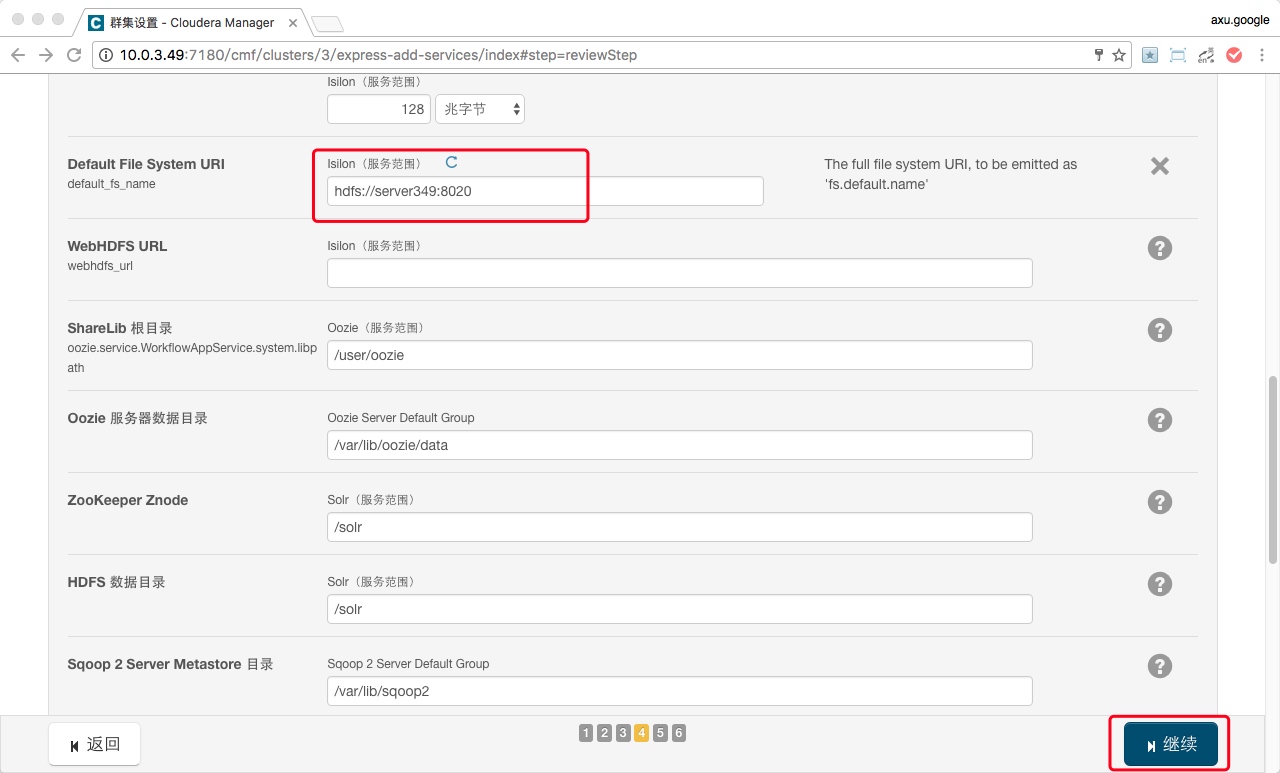 群集设置 - Cloudera Manager
axu.google
10.0.3.49:7180/cmf/clusters/3/express-add-services/index#step=reviewStep
Isilon（服务范围）
128 兆字节
Default File System URI
default_fs_name
Isilon（服务范围）
hdfs://server349:8020
The full file system URI, to be emitted as
'fs.default.name'
WebHDFS URL
webhdfs_url
Isilon（服务范围）
ShareLib 根目录
oozie.service.WorkflowAppService.system.libp
ath
Oozie（服务范围）
/user/oozie
Oozie 服务器数据目录
Oozie Server Default Group
/var/lib/oozie/data
ZooKeeper Znode
Solr（服务范围）
/solr
HDFS 数据目录
Solr（服务范围）
/solr
Sqoop 2 Server Metastore 目录
Sqoop 2 Server Default Group
/var/lib/sqoop2
返回
1 2 3 4 5 6
继续